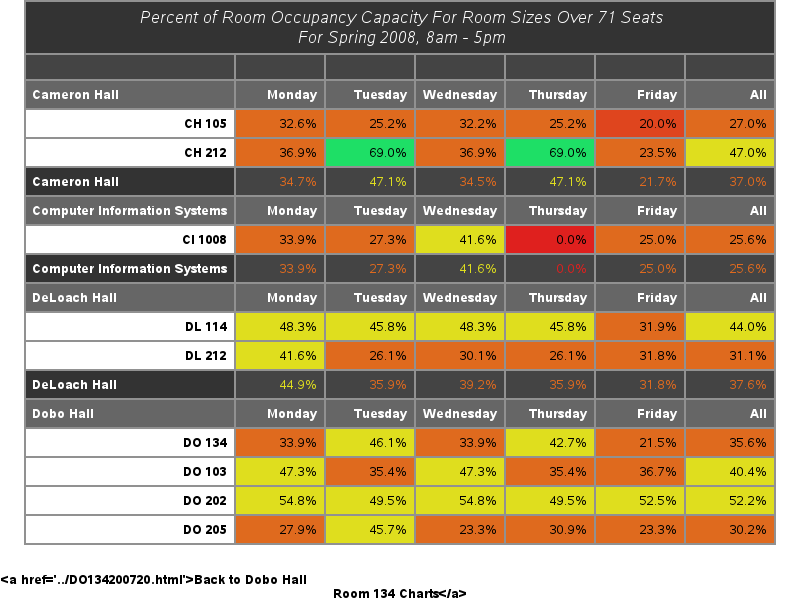 Percent of Room Occupancy Capacity For Room Sizes Over 71 Seats
For Spring 2008, 8am - 5pm
Cameron Hall Monday Tuesday Wednesday Thursday Friday All
CH 105 32.6% 25.2% 32.2% 25.2% 20.0% 27.0%
CH 212 36.9% 69.0% 36.9% 69.0% 23.5% 47.0%
Cameron Hall 34.7% 47.1% 34.5% 47.1% 21.7% 37.0%
Computer Information Systems Monday Tuesday Wednesday Thursday Friday All
CI 1008 33.9% 27.3% 41.6% 0.0% 25.0% 25.6%
Computer Information Systems 33.9% 27.3% 41.6% 0.0% 25.0% 25.6%
DeLoach Hall Monday Tuesday Wednesday Thursday Friday All
DL 114 48.3% 45.8% 48.3% 45.8% 31.9% 44.0%
DL 212 41.6% 26.1% 30.1% 26.1% 31.8% 31.1%
DeLoach Hall 44.9% 35.9% 39.2% 35.9% 31.8% 37.6%
Dobo Hall Monday Tuesday Wednesday Thursday Friday All
DO 134 33.9% 46.1% 33.9% 42.7% 21.5% 35.6%
DO 103 47.3% 35.4% 47.3% 35.4% 36.7% 40.4%
DO 202 54.8% 49.5% 54.8% 49.5% 52.5% 52.2%
DO 205 27.9% 45.7% 23.3% 30.9% 23.3% 30.2%
<a href='../DO134200720.html'>Back to Dobo Hall
Room 134 Charts</a>